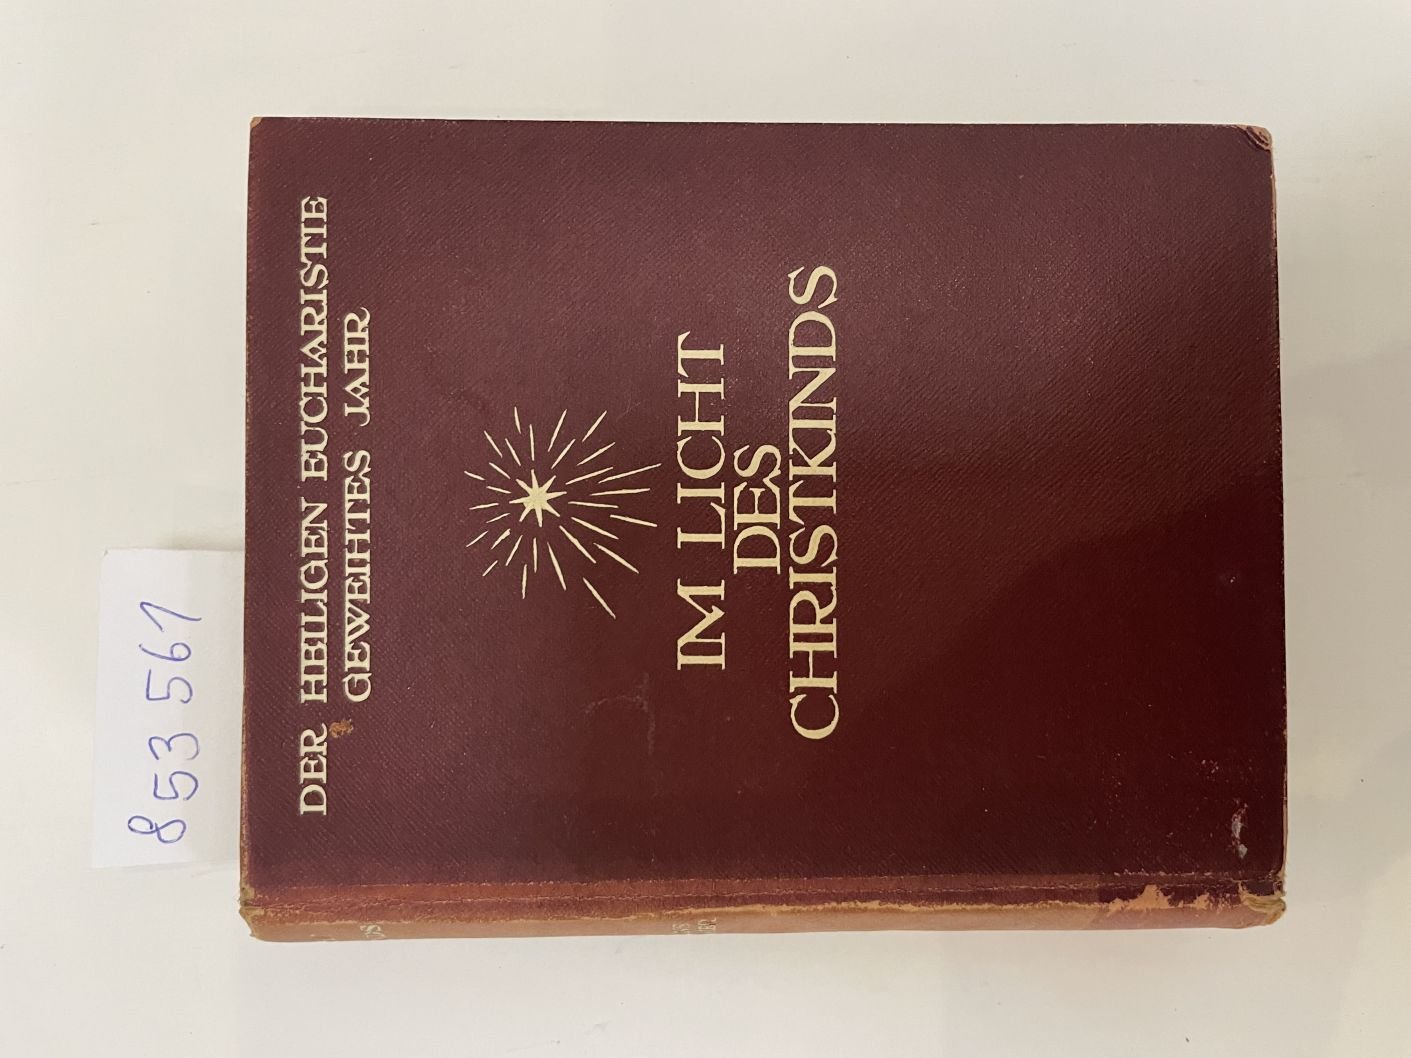 DER HEILIGEN EUCHARISTIE
GEWEIHTES JAHR
IM LICHT
DES
CHRISTKINDS
853 561